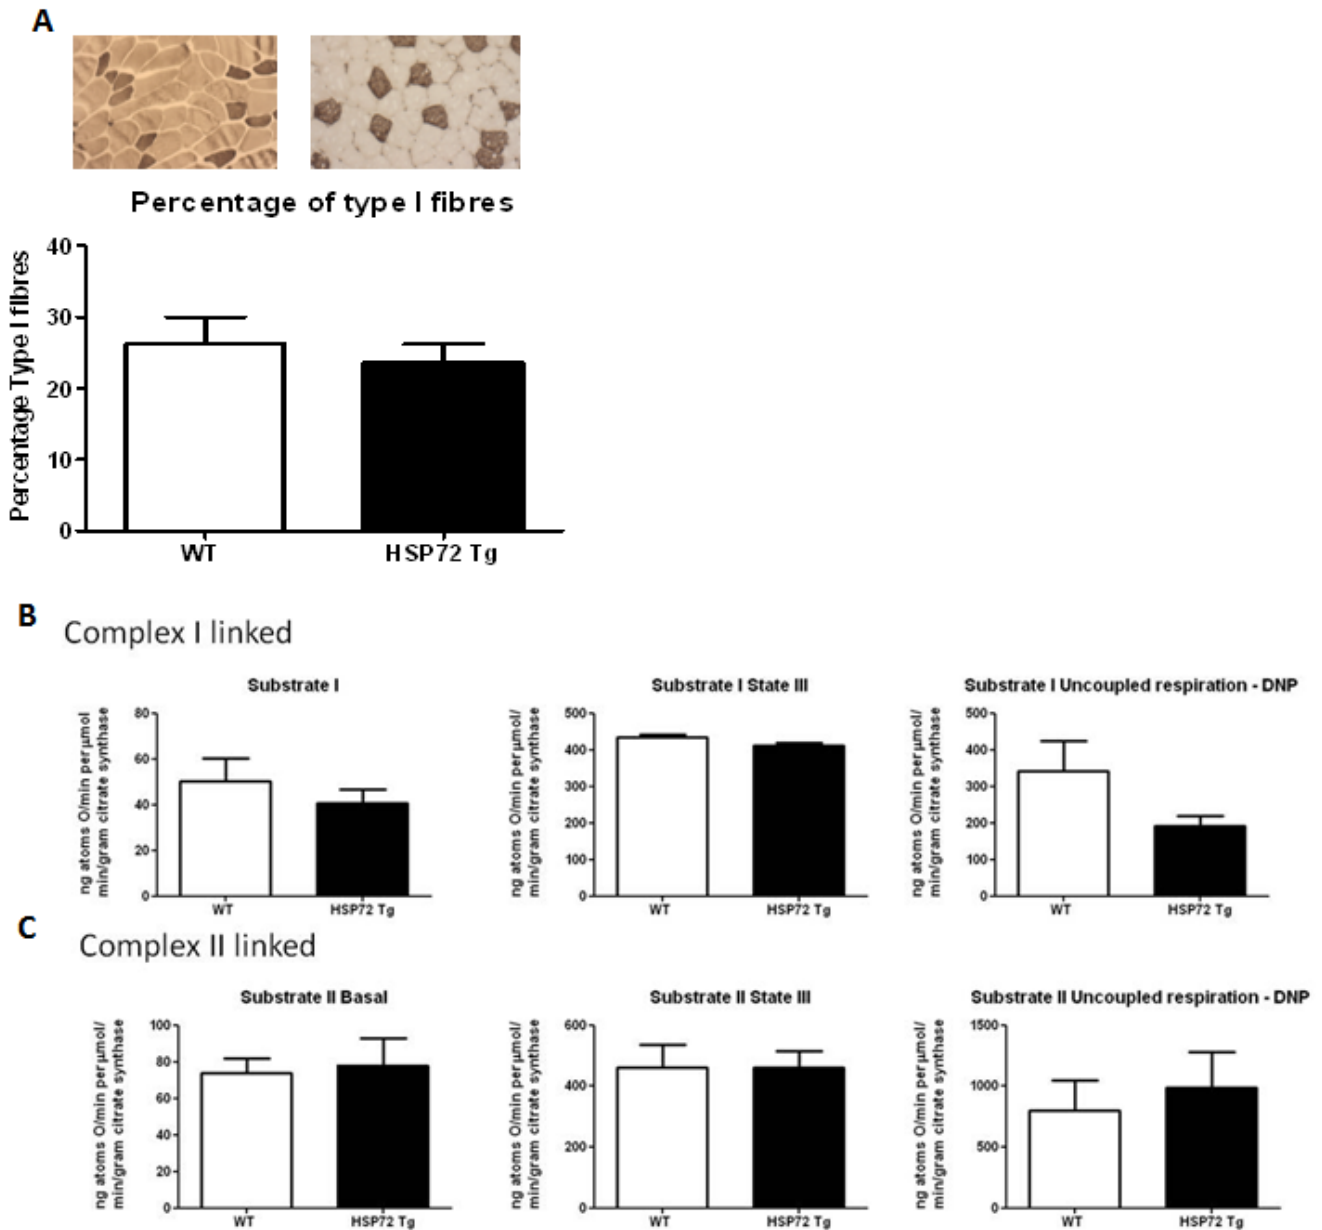 A
Percentage of type I fibres
Percentage Type I fibres
40
30
20
10
0
WT
HSP72 Tg
B
Complex I linked
Substrate I
ng atoms O/min per µmol/
min/gram citrate synthase
80
60
40
20
0
WT
HSP72 Tg
Substrate I State III
ng atoms O/min per µmol/
min/gram citrate synthase
500
400
300
200
100
0
WT
HSP72 Tg
Substrate I Uncoupled respiration - DNP
ng atoms O/min per µmol/
min/gram citrate synthase
500
400
300
200
100
0
WT
HSP72 Tg
C
Complex II linked
Substrate II Basal
ng atoms O/min per µmol/
min/gram citrate synthase
100
80
60
40
20
0
WT
HSP72 Tg
Substrate II State III
ng atoms O/min per µmol/
min/gram citrate synthase
600
400
200
0
WT
HSP72 Tg
Substrate II Uncoupled respiration - DNP
ng atoms O/min per µmol/
min/gram citrate synthase
1500
1000
500
0
WT
HSP72 Tg